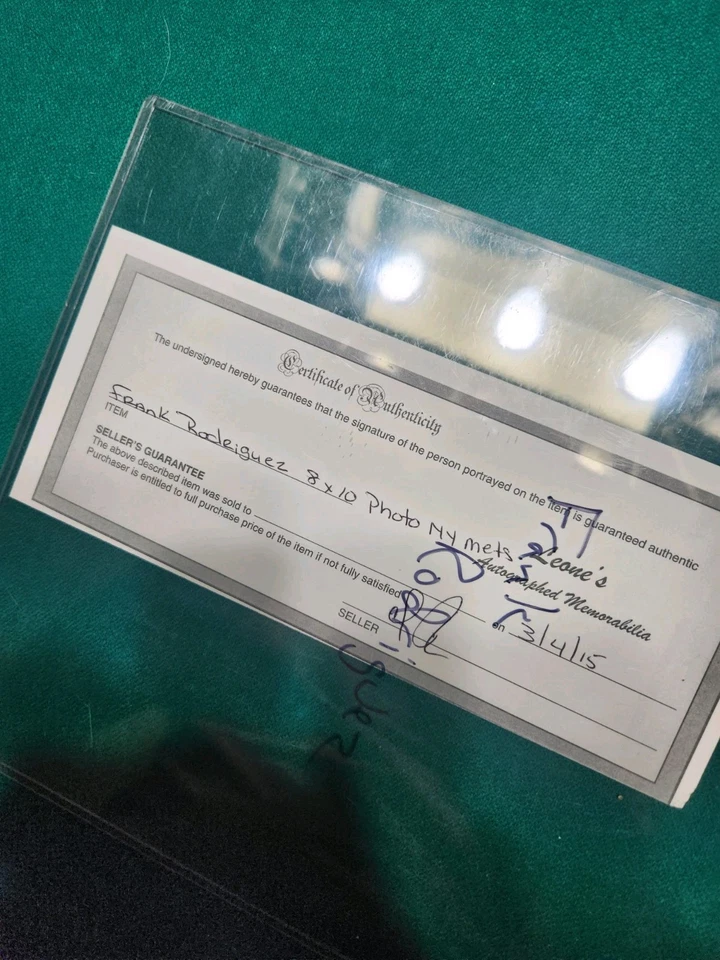 Certificate of Authenticity
The undersigned hereby guarantees that the signature of the person portrayed on the item is guaranteed authentic
Frank Rodriguez 8x10 Photo NY Mets
ITEM
Leone's
Autographed Memorabilia
SELLER'S GUARANTEE
The above described item was sold to on 3/4/15
Purchaser is entitled to full purchase price of the item if not fully satisfied
SELLER